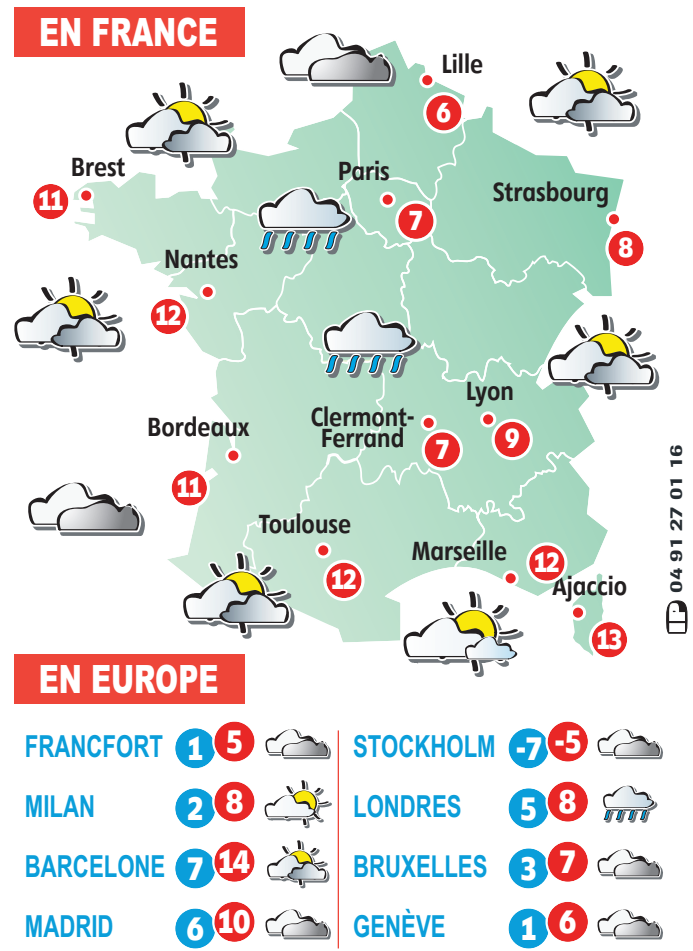 EN FRANCE
Lille
6
Brest
11
Paris
7
Strasbourg
8
Nantes
12
Lyon
9
Clermont-
Ferrand
7
Bordeaux
11
04 91 27 01 16
Toulouse
12
Marseille
12
Ajaccio
13
EN EUROPE
FRANCFORT 1 5
MILAN 2 8
BARCELONE 7 14
MADRID 6 10
STOCKHOLM -7 -5
LONDRES 5 8
BRUXELLES 3 7
GENÈVE 1 6